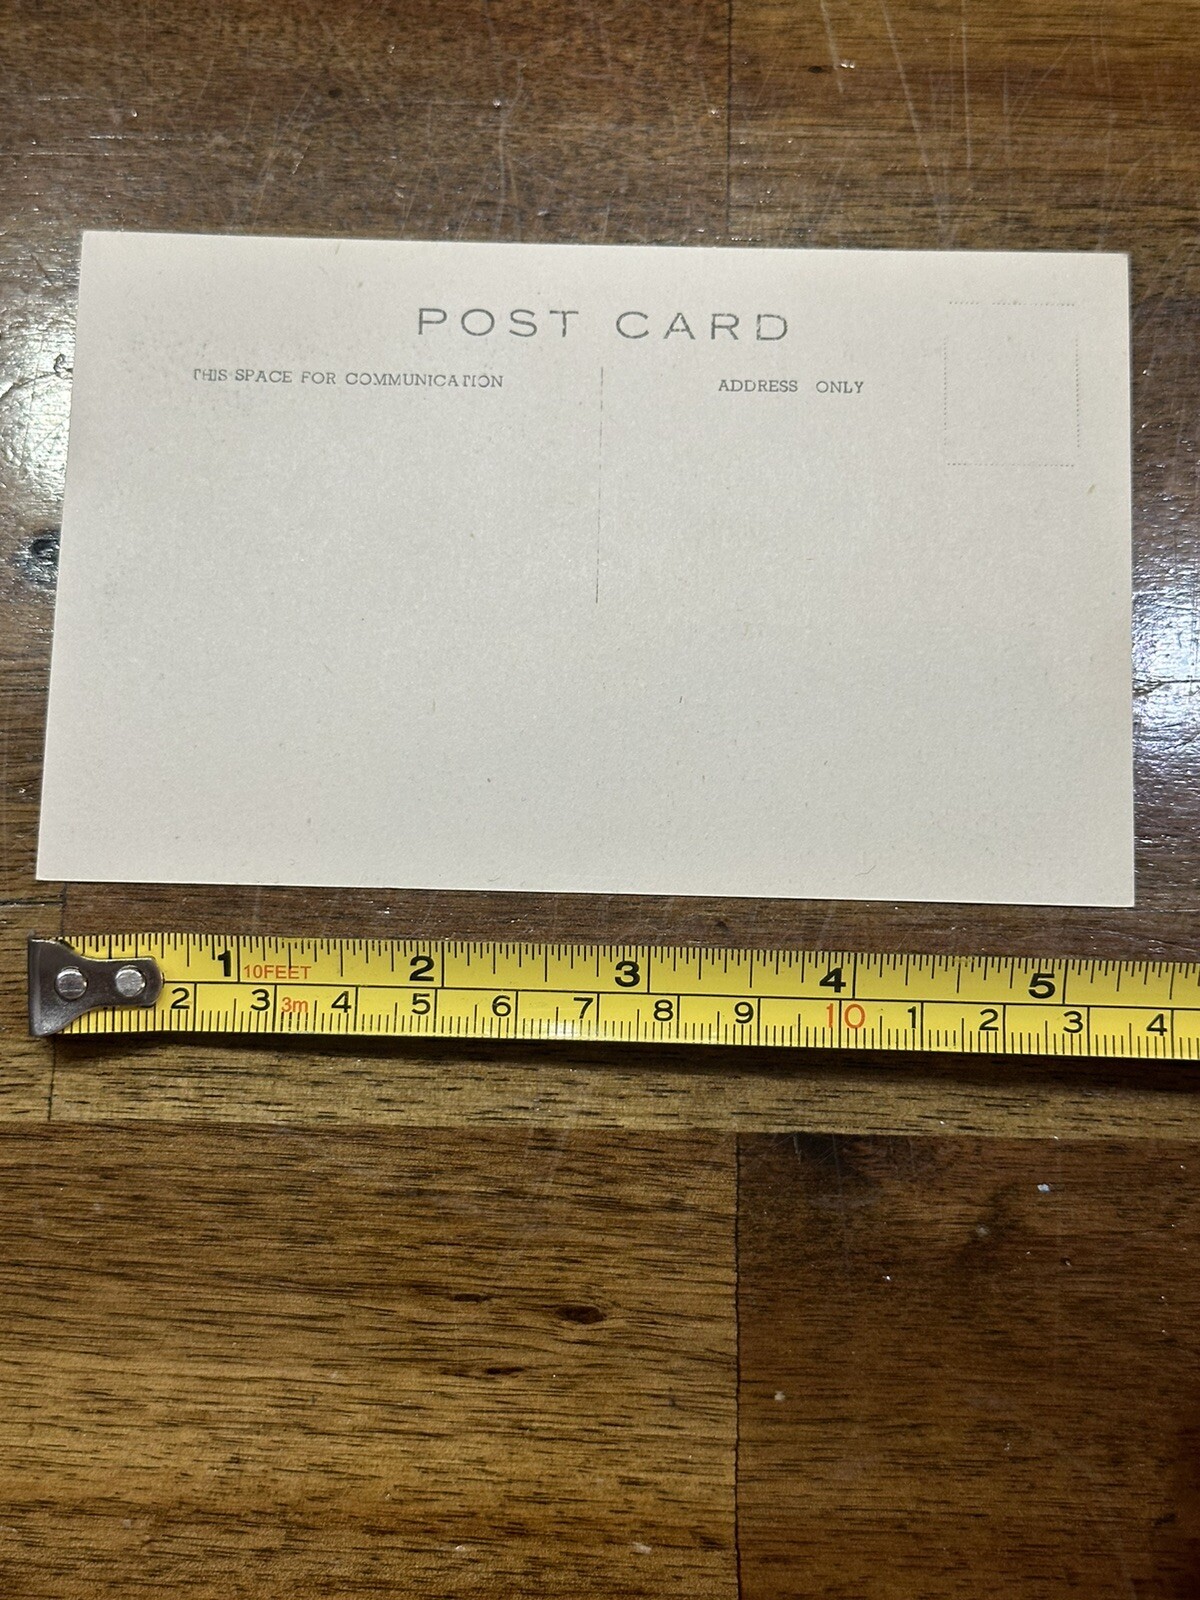 POST CARD
THIS SPACE FOR COMMUNICATION
ADDRESS ONLY
1 10FEET 2 3 4 5
2 3 3m 4 5 6 7 8 9 10 1 2 3 4